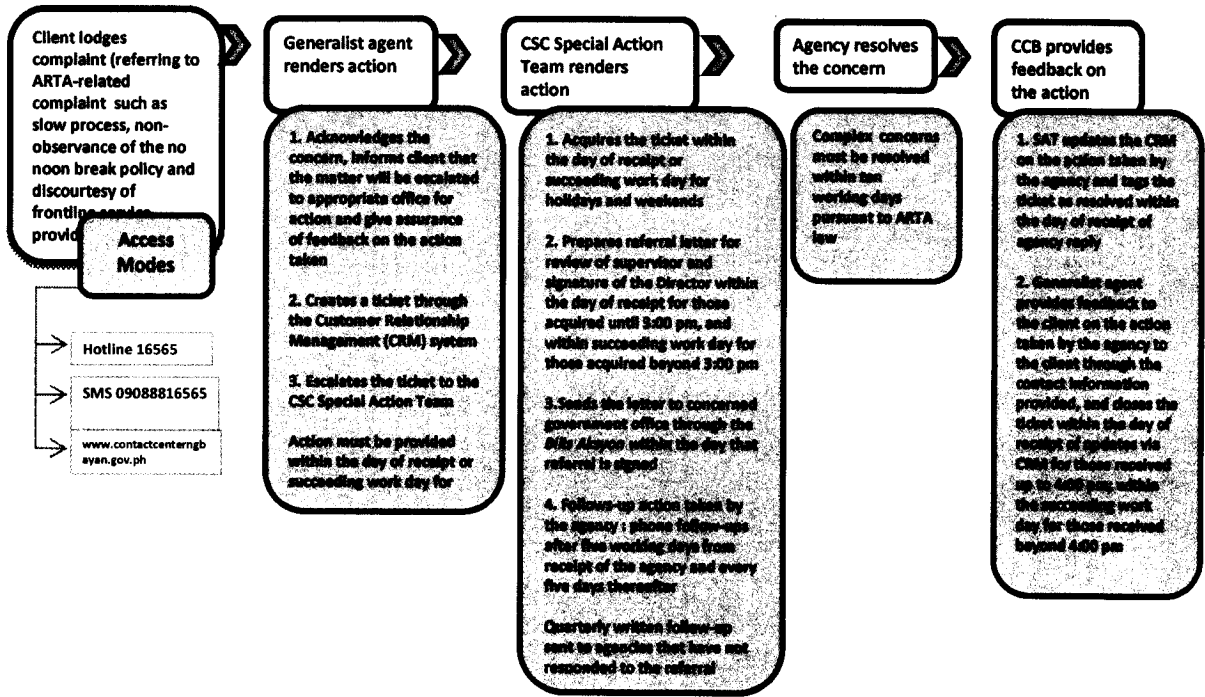 Client lodges
complaint (referring to
ARTA-related
complaint such as
slow process, non-
observance of the no
noon break policy and
discourtesy of
frontline service
Access
Modes
Hotline 16565
SMS 09088816565
www.contactcenterngb
ayan.gov.ph
Generalist agent
renders action
1. Acknowledges the
concern, informs client that
the matter will be escalated
to appropriate office for
action and give assurance
of feedback on the action
taken
2. Creates a ticket through
the Customer Relationship
Management (CRM) system
3. Escalates the ticket to the
CSC Special Action Team
Action must be provided
within the day of receipt or
succeeding work day for
CSC Special Action
Team renders
action
1. Acquires the ticket within
the day of receipt or
succeeding work day for
holidays and weekends
2. Prepares referral letter for
review of supervisor and
signature of the Director within
the day of receipt for those
acquired until 3:00 pm, and
within succeeding work day for
those acquired beyond 3:00 pm
3.Sends the letter to concerned
government office through the
within the day that
referral is signed
4. Follows-up action taken by
the agency : phone follow-ups
after five working days from
receipt of the agency and every
five days thereafter
Quarterly written follow-up
sent to agencies that have not
responded to the referral
Agency resolves
the concern
Complex concerns
must be resolved
within ten
working days
pursuant to ARTA
law
CCB provides
feedback on
the action
1. SAT updates the CRM
on the action taken by
the agency and tags the
ticket as resolved within
the day of receipt of
agency reply
2. Generalist agent
provides feedback to
the client on the action
taken by the agency to
the client through the
contact information
provided, and closes the
ticket within the day of
receipt of updates via
CRM for those received
up to 4:00 pm; within
the succeeding work
day for those received
beyond 4:00 pm